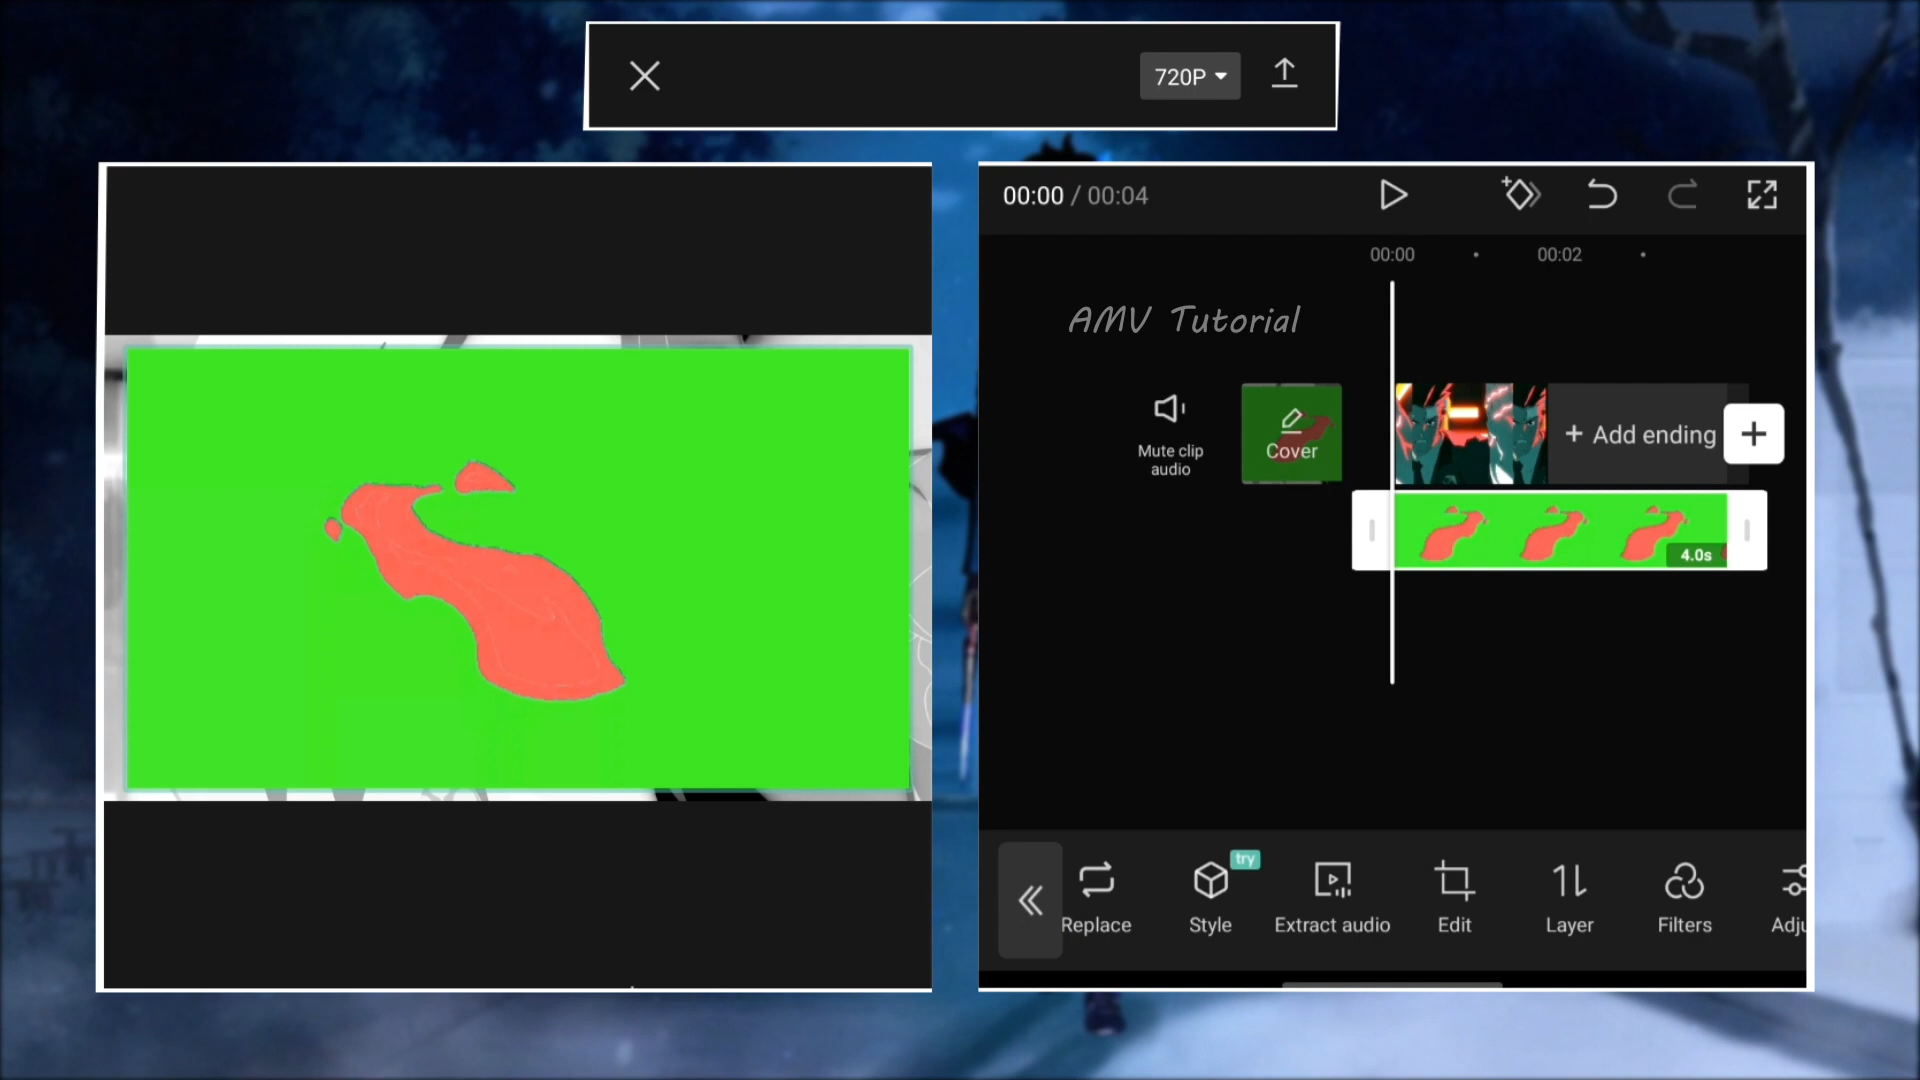 720P
00:00 / 00:04
00:00
00:02
AMV Tutorial
Mute clip
audio
Cover
+ Add ending
4.0s
try
Replace
Style
Extract audio
Edit
Layer
Filters
Adju